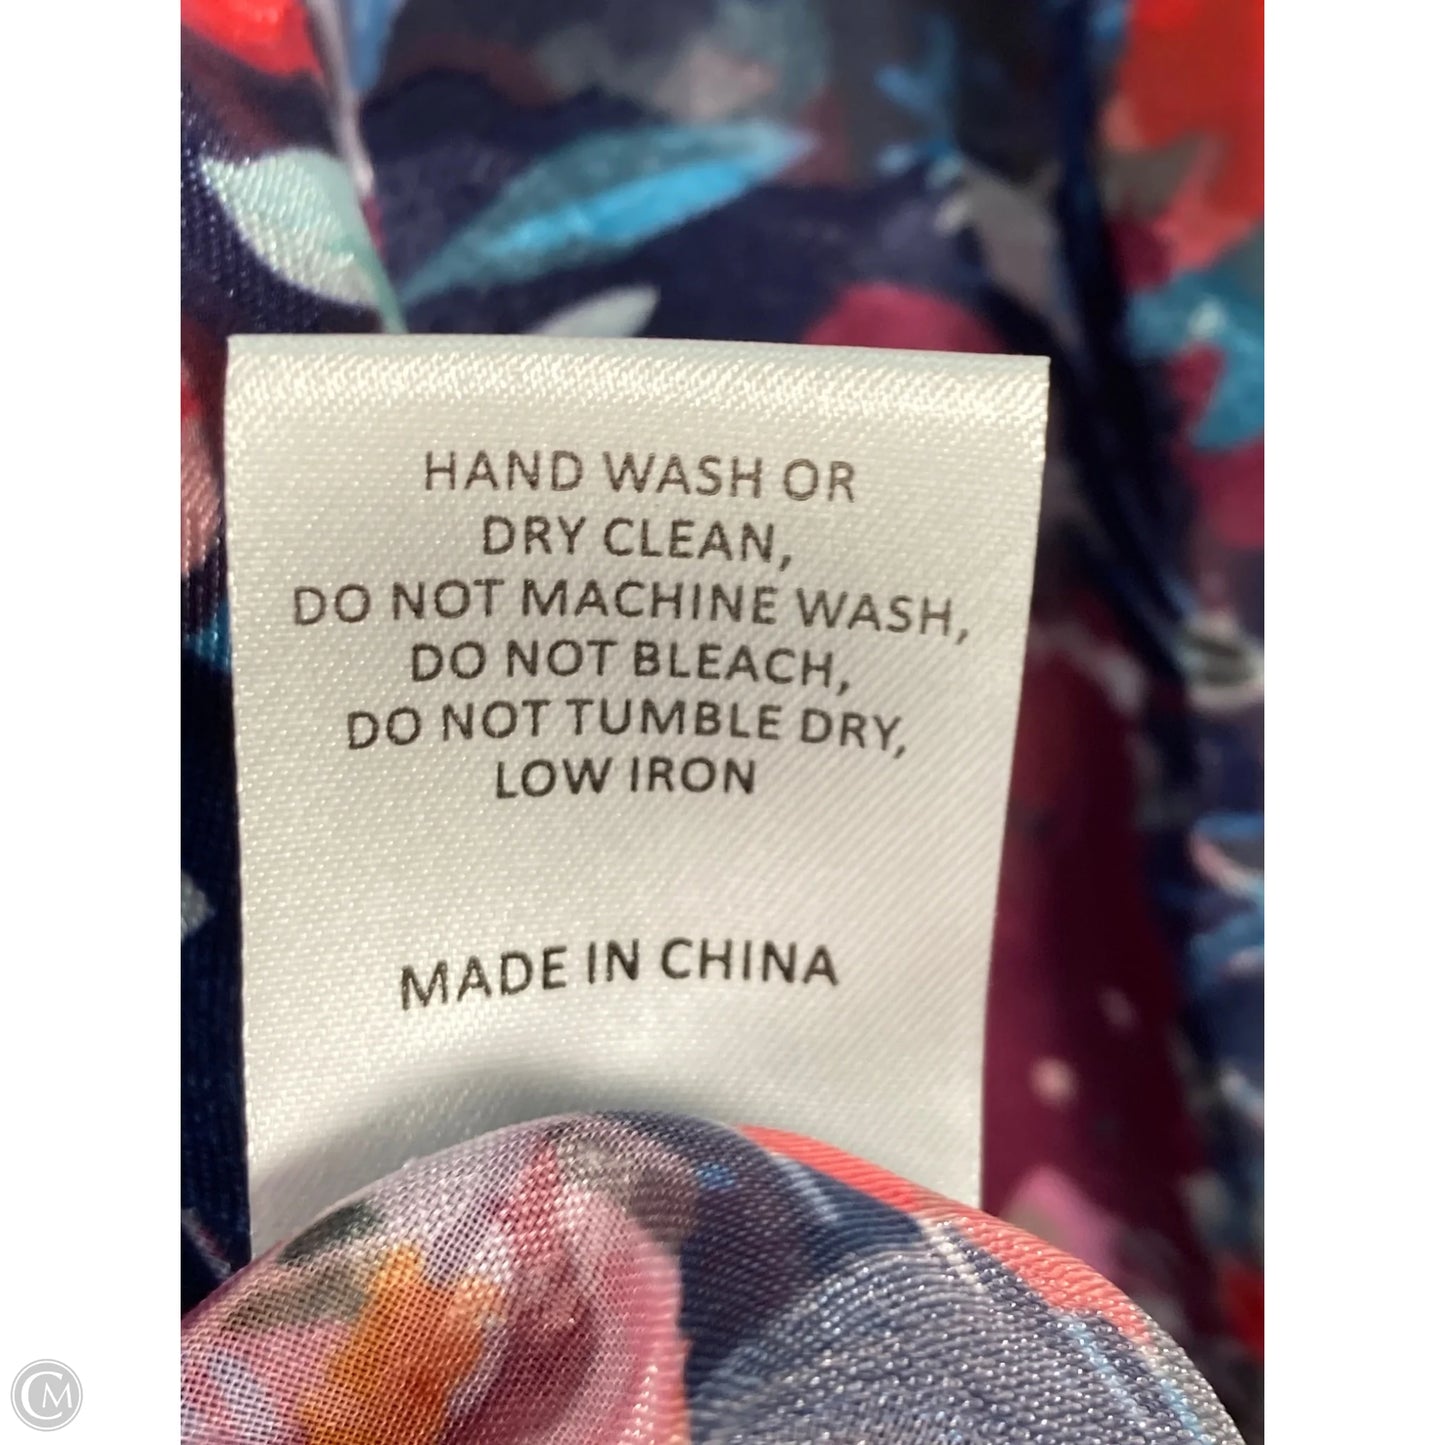 HAND WASH OR
DRY CLEAN,
DO NOT MACHINE WASH,
DO NOT BLEACH,
DO NOT TUMBLE DRY,
LOW IRON
MADE IN CHINA
CM